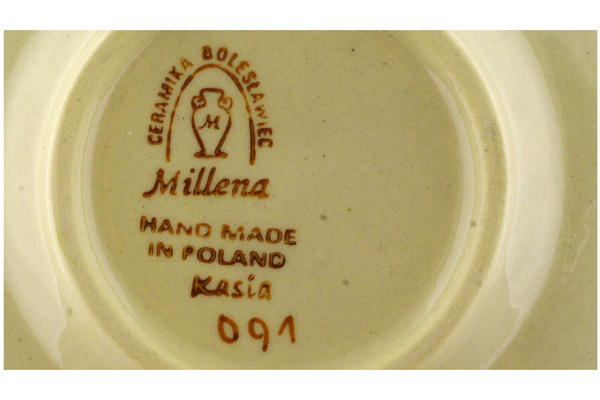 CERAMIKA BOLESŁAWIEC
M
Millena
HAND MADE
IN POLAND
Kasia
091